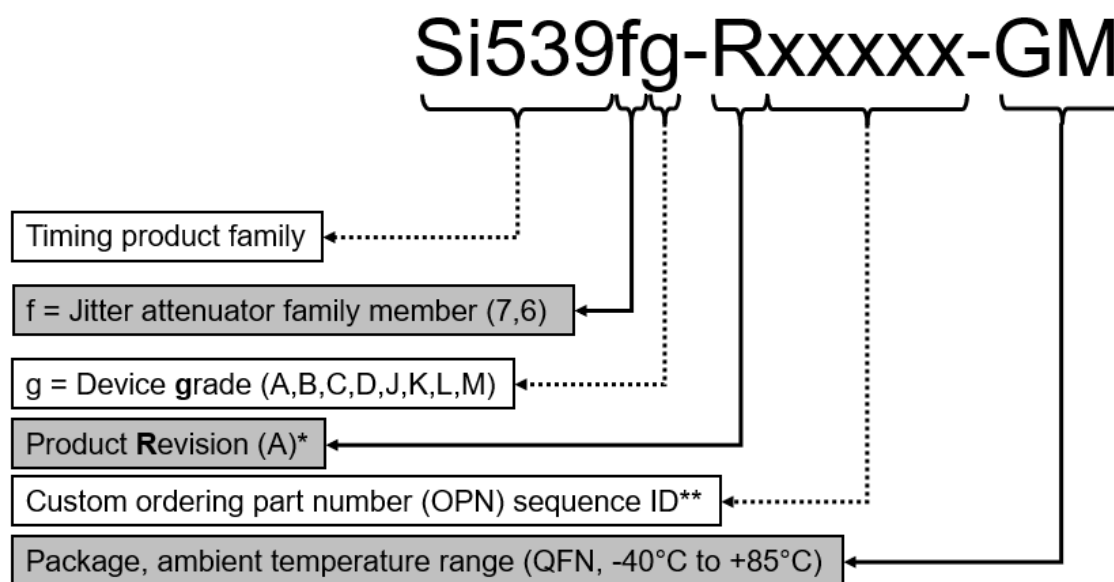 Si539fg-Rxxxxx-GM
Timing product family
f = Jitter attenuator family member (7,6)
g = Device grade (A,B,C,D,J,K,L,M)
Product Revision (A)*
Custom ordering part number (OPN) sequence ID**
Package, ambient temperature range (QFN, -40°C to +85°C)